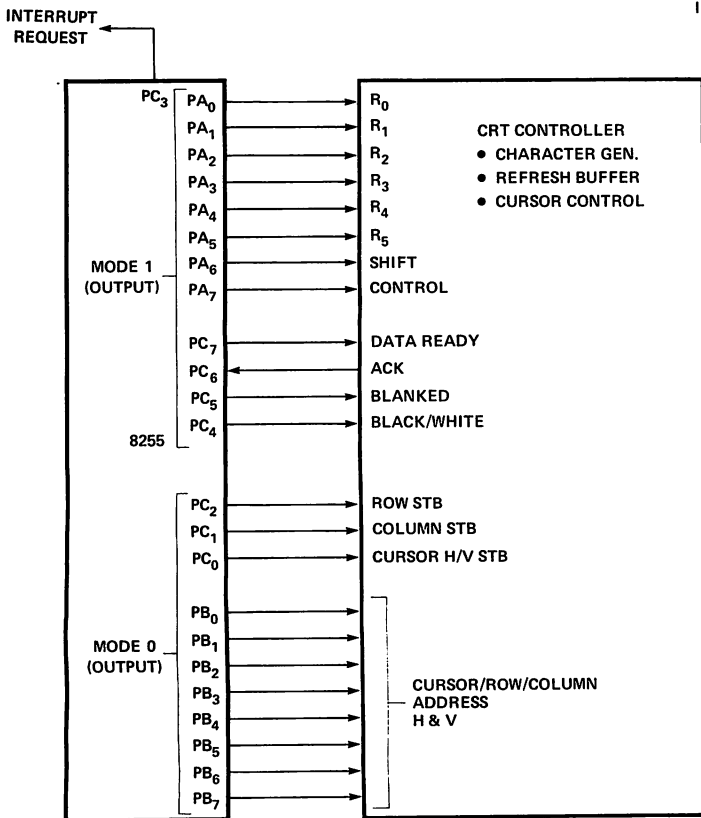 INTERRUPT
REQUEST
I
PC3 PA0 R0
PA1 R1
PA2 R2
PA3 R3
PA4 R4
PA5 R5
PA6 SHIFT
PA7 CONTROL
CRT CONTROLLER
• CHARACTER GEN.
• REFRESH BUFFER
• CURSOR CONTROL
MODE 1
(OUTPUT)
PC7 DATA READY
PC6 ACK
PC5 BLANKED
PC4 BLACK/WHITE
8255
PC2 ROW STB
PC1 COLUMN STB
PC0 CURSOR H/V STB
MODE 0
(OUTPUT)
PB0
PB1
PB2
PB3
PB4
PB5
PB6
PB7
CURSOR/ROW/COLUMN
ADDRESS
H & V